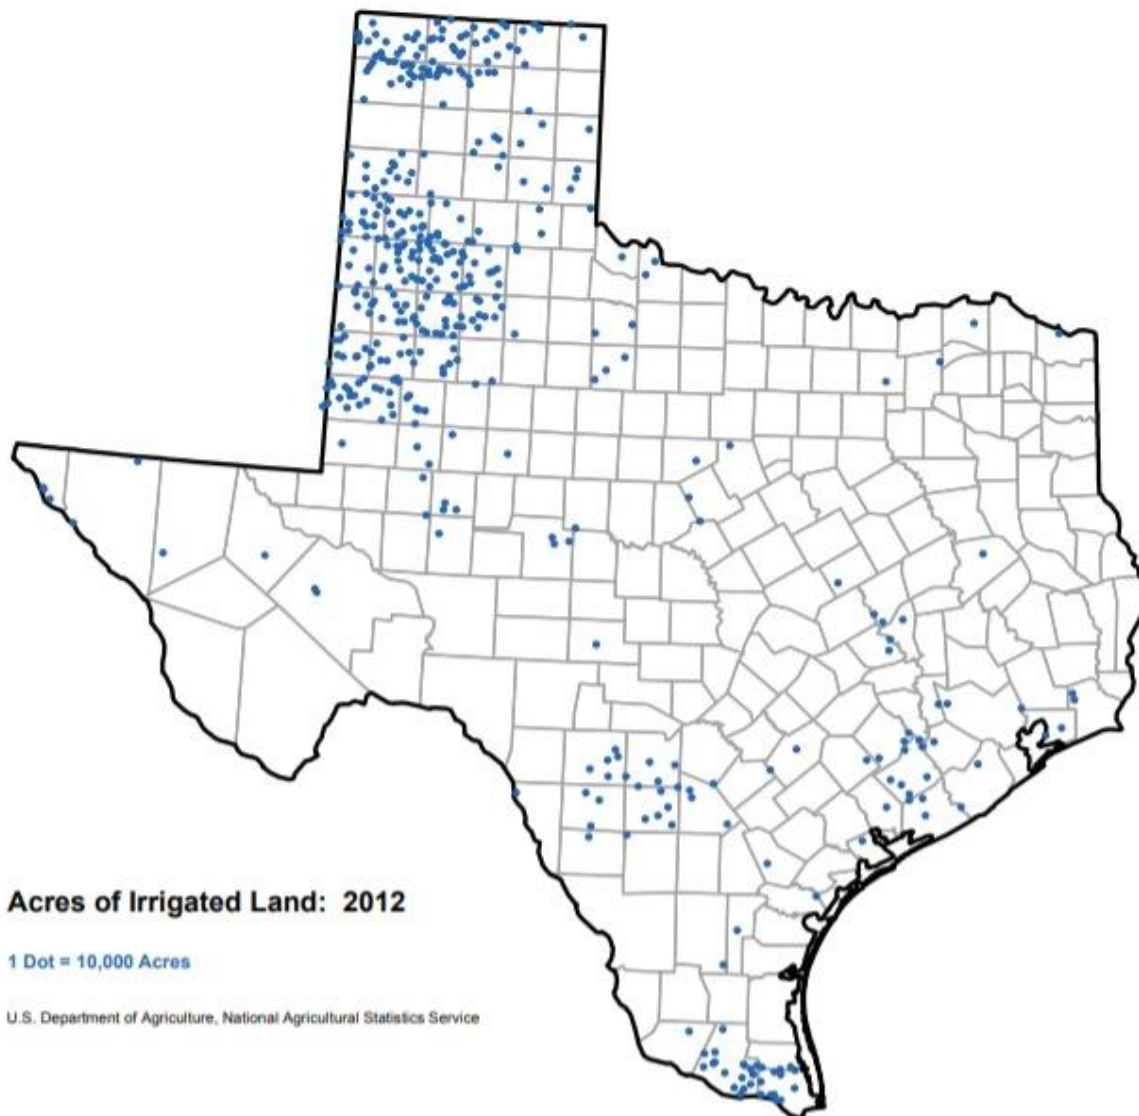 Acres of Irrigated Land: 2012
1 Dot = 10,000 Acres
U.S. Department of Agriculture, National Agricultural Statistics Service